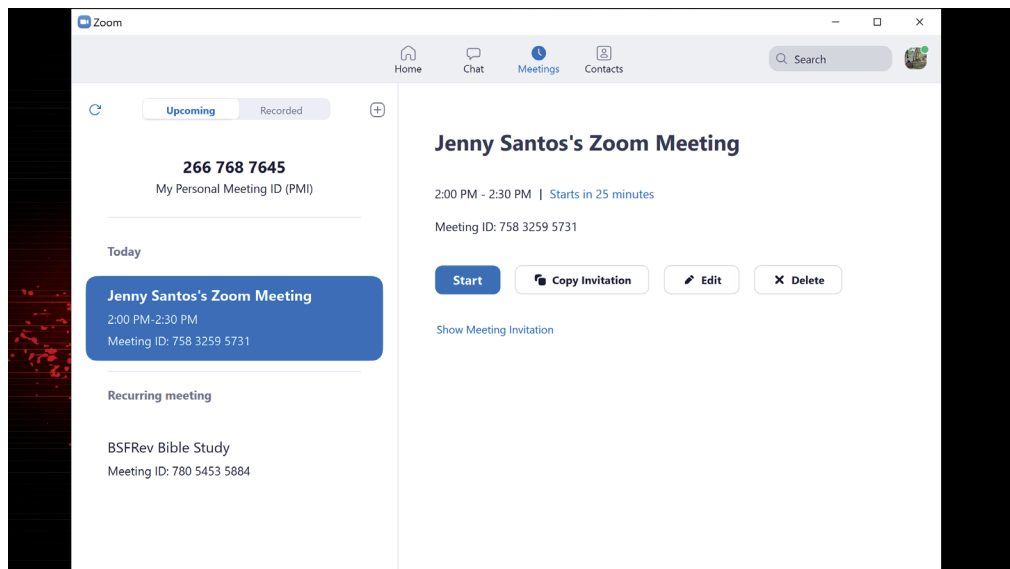 Zoom
Home Chat Meetings Contacts
Search
Upcoming Recorded
266 768 7645
My Personal Meeting ID (PMI)
Today
Jenny Santos's Zoom Meeting
2:00 PM-2:30 PM
Meeting ID: 758 3259 5731
Recurring meeting
BSFRev Bible Study
Meeting ID: 780 5453 5884
Jenny Santos's Zoom Meeting
2:00 PM - 2:30 PM | Starts in 25 minutes
Meeting ID: 758 3259 5731
Start Copy Invitation Edit Delete
Show Meeting Invitation